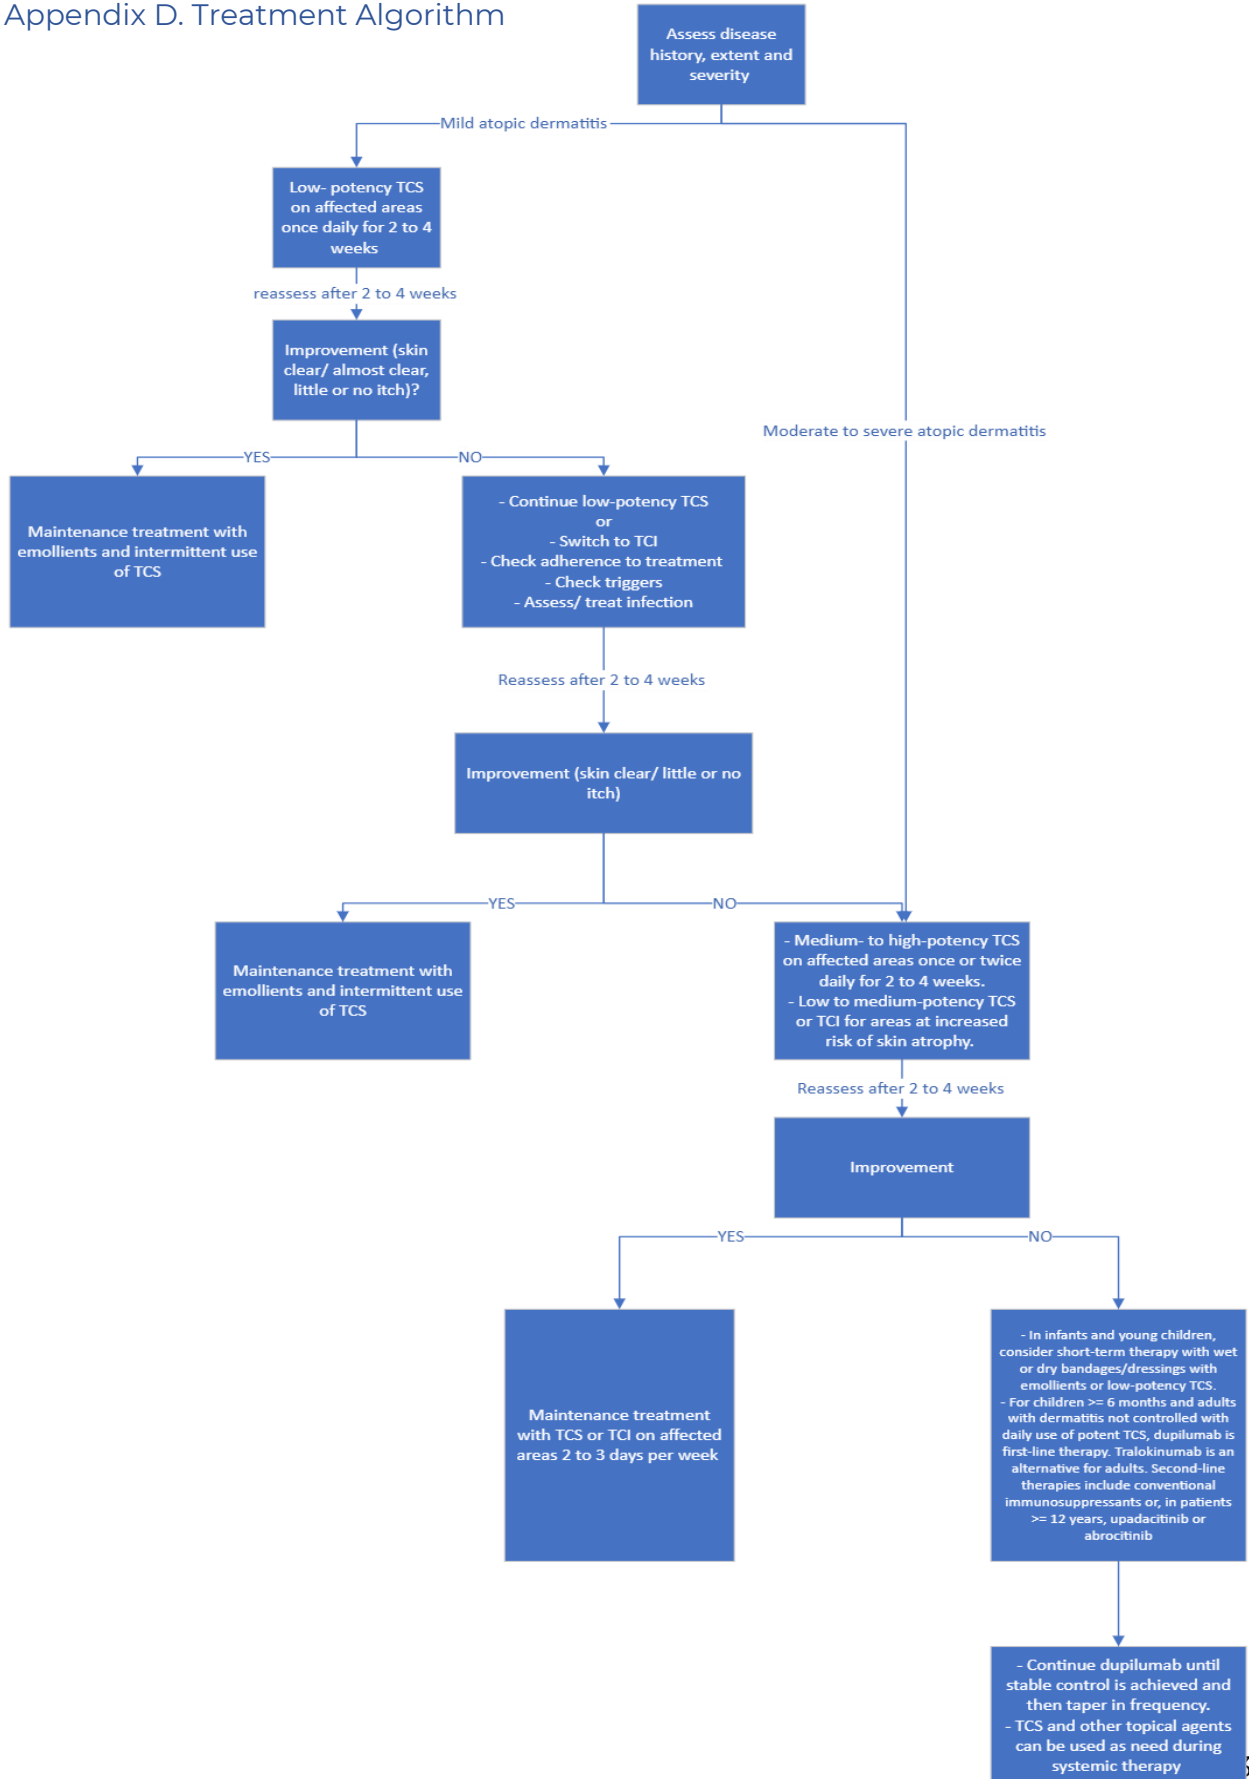 Appendix D. Treatment Algorithm
Assess disease
history, extent and
severity
Mild atopic dermatitis
Low- potency TCS
on affected areas
once daily for 2 to 4
weeks
reassess after 2 to 4 weeks
Improvement (skin
clear/ almost clear,
little or no itch)?
Moderate to severe atopic dermatitis
YES
NO
Maintenance treatment with
emollients and intermittent use
of TCS
- Continue low-potency TCS
or
- Switch to TCI
- Check adherence to treatment
- Check triggers
- Assess/ treat infection
Reassess after 2 to 4 weeks
Improvement (skin clear/ little or no
itch)
YES
NO
Maintenance treatment with
emollients and intermittent use
of TCS
- Medium- to high-potency TCS
on affected areas once or twice
daily for 2 to 4 weeks.
- Low to medium-potency TCS
or TCI for areas at increased
risk of skin atrophy.
Reassess after 2 to 4 weeks
Improvement
YES
NO
Maintenance treatment
with TCS or TCI on affected
areas 2 to 3 days per week
- In infants and young children,
consider short-term therapy with wet
or dry bandages/dressings with
emollients or low-potency TCS.
- For children >= 6 months and adults
with dermatitis not controlled with
daily use of potent TCS, dupilumab is
first-line therapy. Tralokinumab is an
alternative for adults. Second-line
therapies include conventional
immunosuppressants or, in patients
>= 12 years, upadacitinib or
abrocitinib
- Continue dupilumab until
stable control is achieved and
then taper in frequency.
- TCS and other topical agents
can be used as need during
systemic therapy